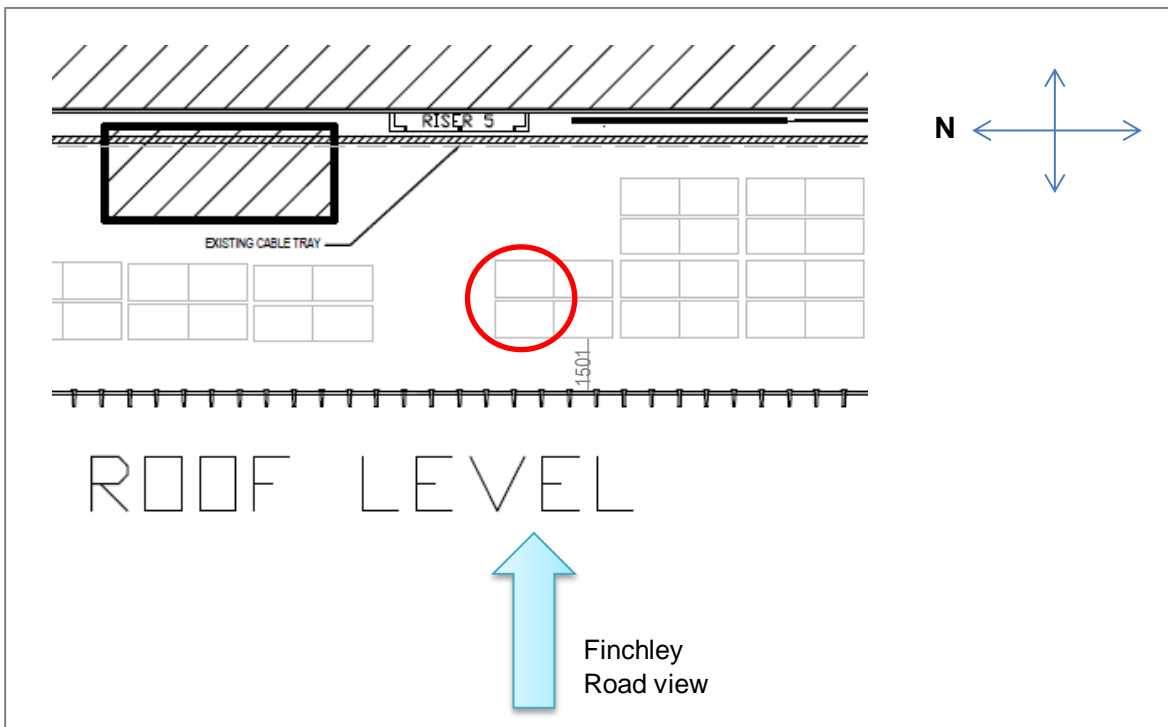 RISER 5
N
EXISTING CABLE TRAY
1501
ROOF LEVEL
Finchley
Road view